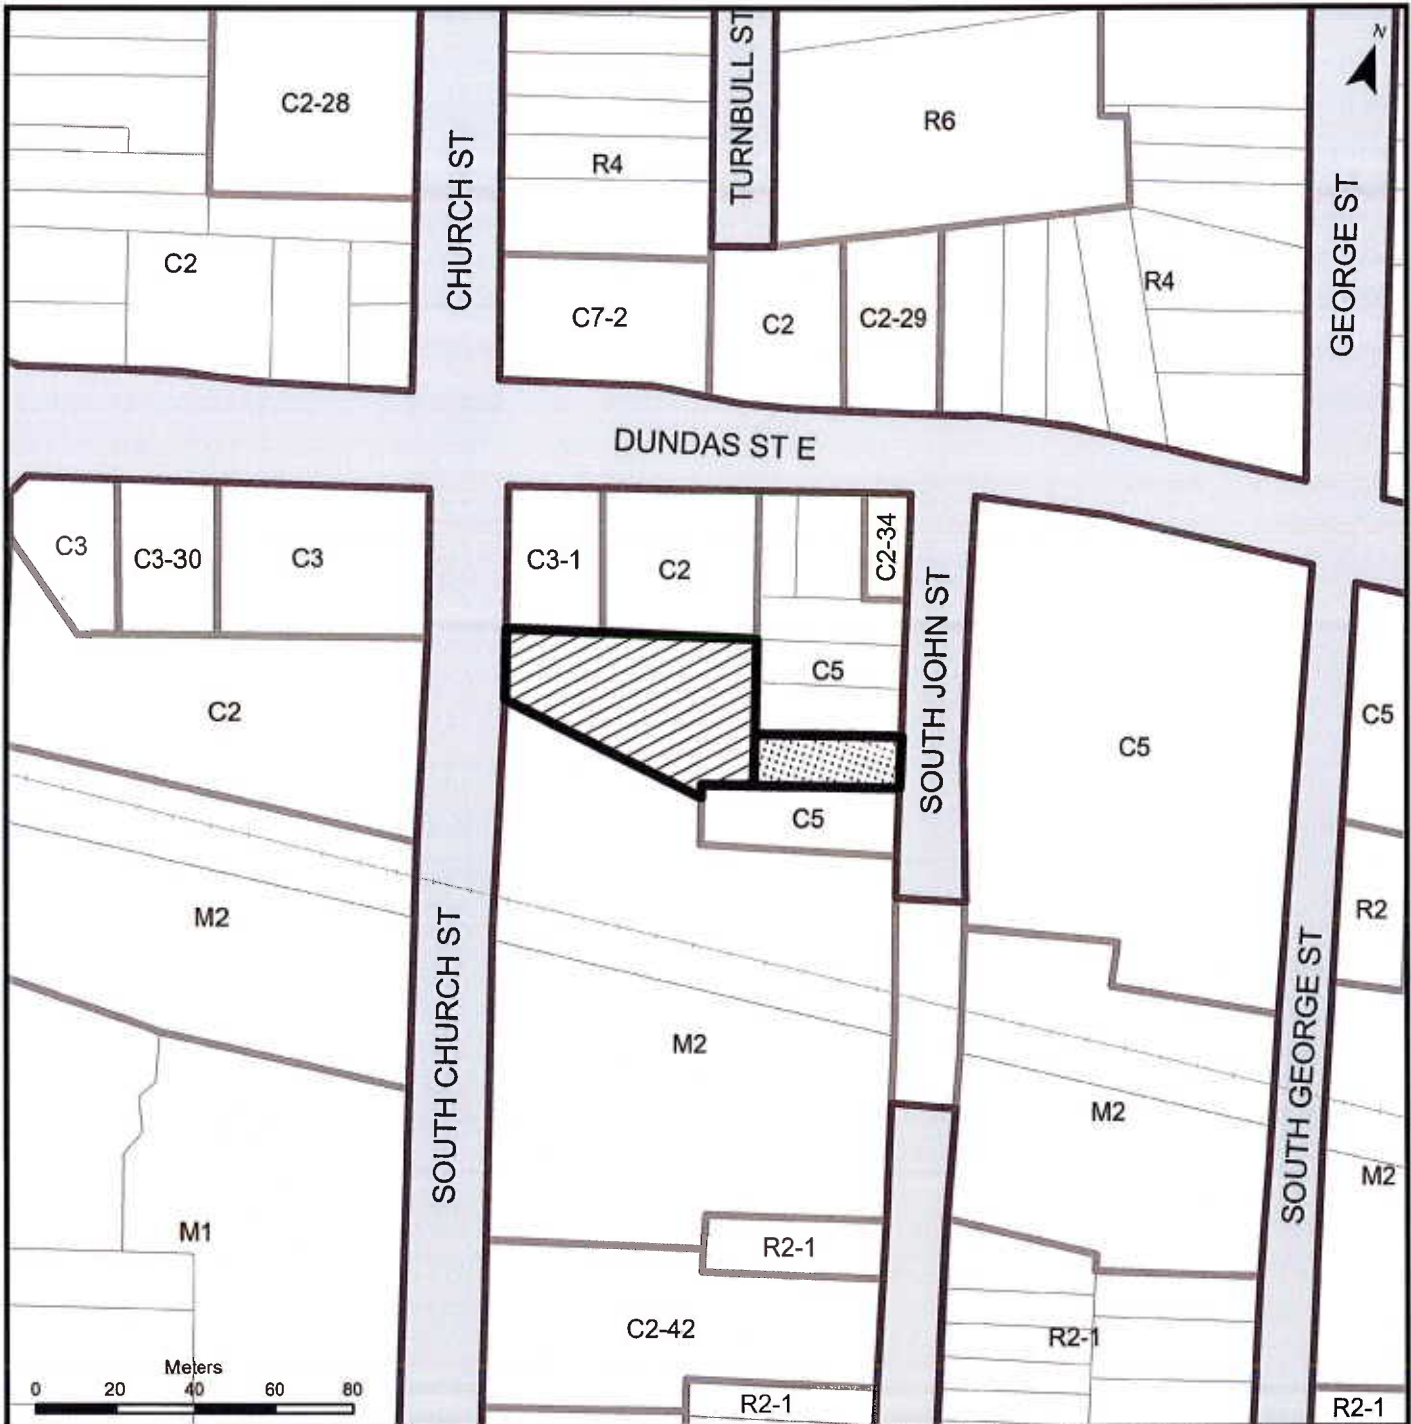 N
TURNBULL ST
C2-28
R6
CHURCH ST
R4
GEORGE ST
C2
R4
C7-2
C2
C2-29
DUNDAS ST E
C3
C3-30
C3
C3-1
C2
C2-34
SOUTH JOHN ST
C5
C2
C5
C5
C5
M2
R2
SOUTH CHURCH ST
M2
SOUTH GEORGE ST
M2
M2
M1
R2-1
C2-42
R2-1
Meters
0 20 40 60 80
R2-1
R2-1